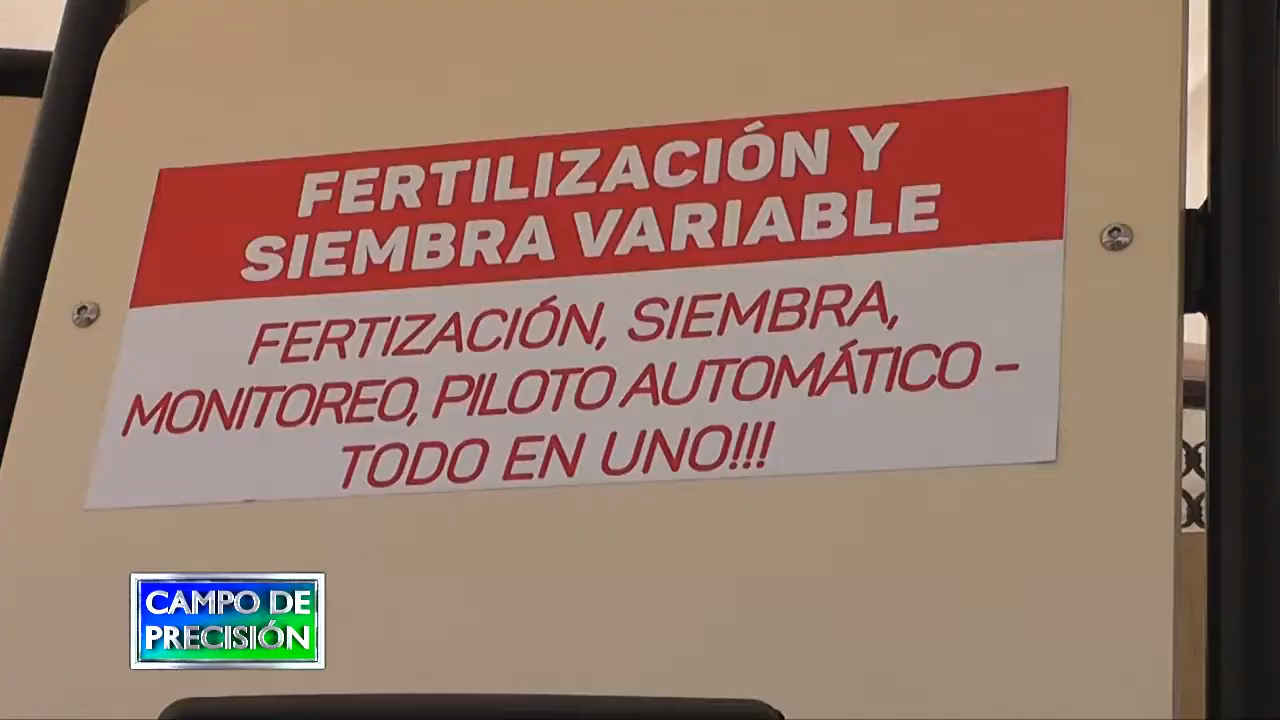 FERTILIZACIÓN Y
SIEMBRA VARIABLE
FERTIZACIÓN, SIEMBRA,
MONITOREO, PILOTO AUTOMÁTICO -
TODO EN UNO!!!
CAMPO DE
PRECISIÓN